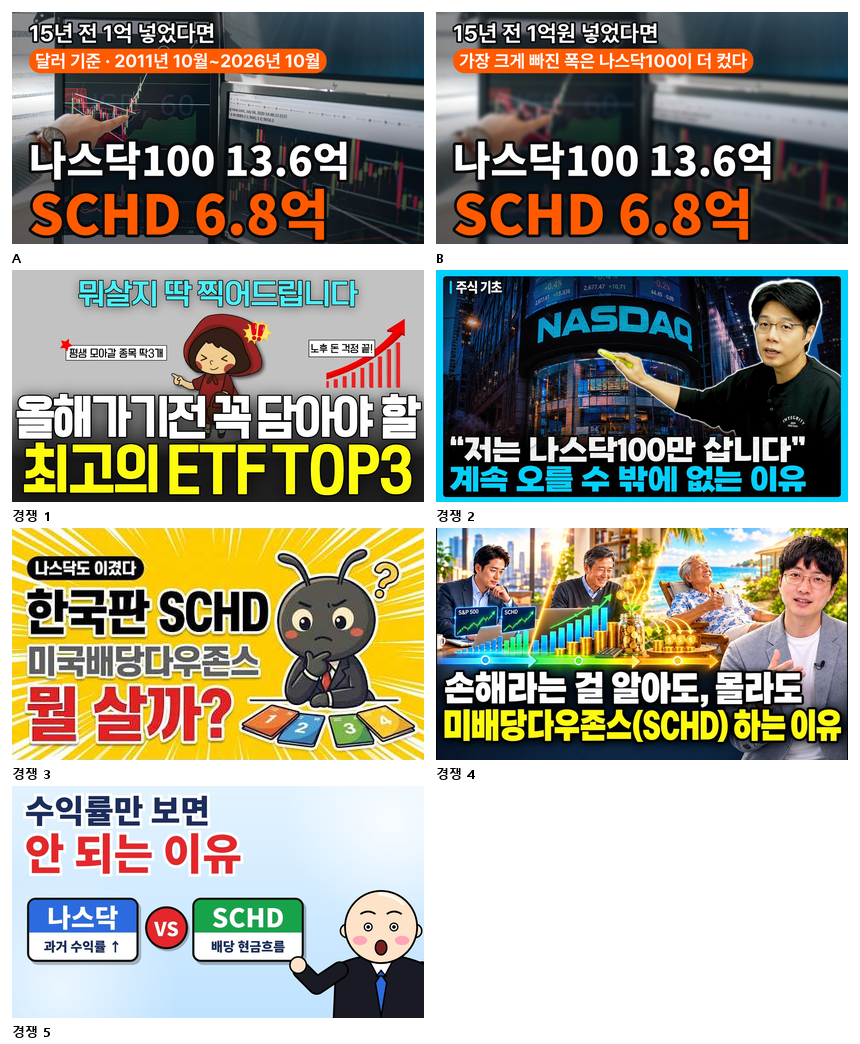 15년 전 1억 넣었다면
달러 기준 · 2011년 10월~2026년 10월
나스닥100 13.6억
SCHD 6.8억
A
15년 전 1억원 넣었다면
가장 크게 빠진 폭은 나스닥100이 더 컸다
나스닥100 13.6억
SCHD 6.8억
B
뭐살지 딱 찍어드립니다
평생 모아갈 종목 딱3개
노후 돈 걱정 끝!
올해가기전 꼭 담아야 할
최고의 ETF TOP3
경쟁 1
주식 기초
NASDAQ
INTEGRITY
“저는 나스닥100만 삽니다”
계속 오를 수 밖에 없는 이유
경쟁 2
나스닥도 이겼다
한국판 SCHD
미국배당다우존스
뭘 살까?
?
1
2
3
4
경쟁 3
S&P 500
SCHD
손해라는 걸 알아도, 몰라도
미배당다우존스(SCHD) 하는 이유
경쟁 4
수익률만 보면
안 되는 이유
나스닥
과거 수익률 ↑
VS
SCHD
배당 현금흐름
경쟁 5